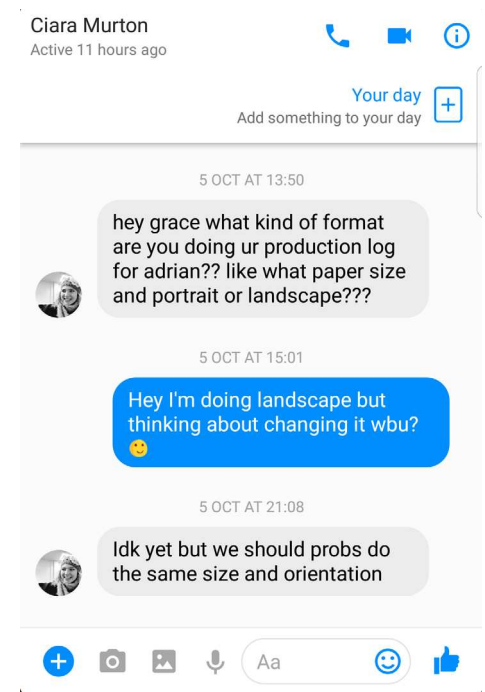 Ciara Murton
Active 11 hours ago
Your day
Add something to your day
5 OCT AT 13:50
hey grace what kind of format
are you doing ur production log
for adrian?? like what paper size
and portrait or landscape???
5 OCT AT 15:01
Hey I'm doing landscape but
thinking about changing it wbu?
🙂
5 OCT AT 21:08
Idk yet but we should probs do
the same size and orientation
Aa